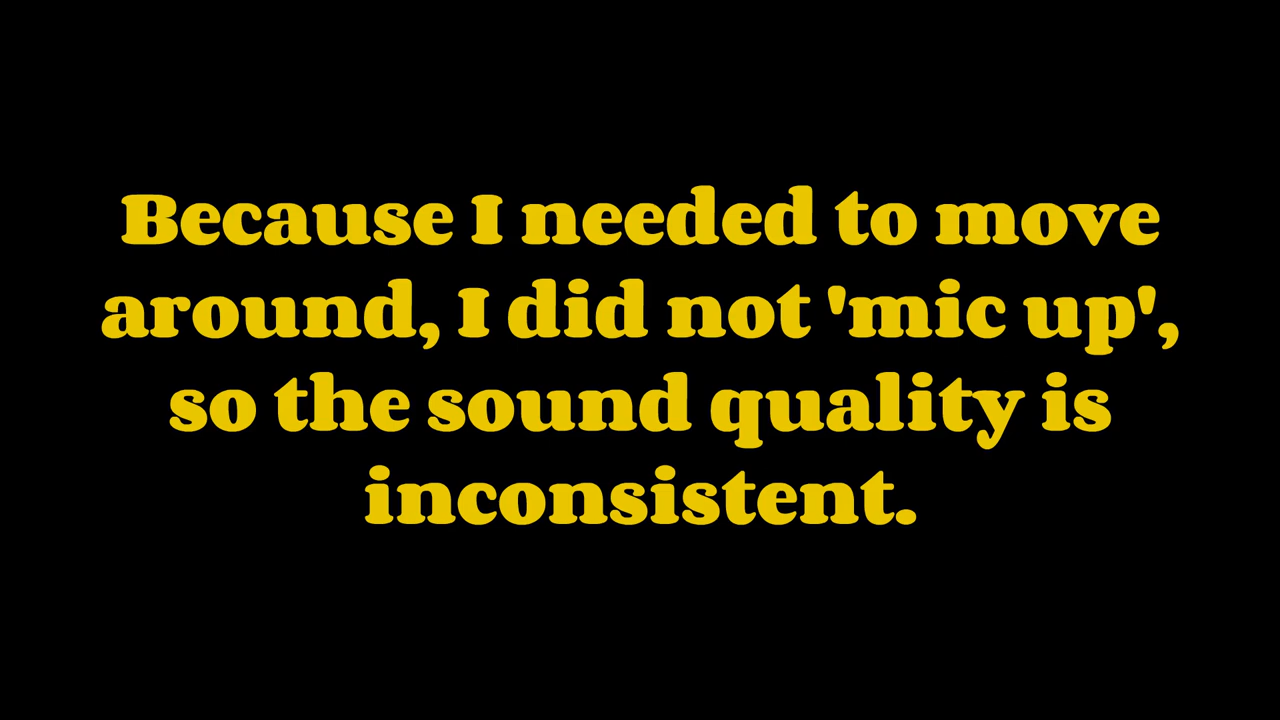 Because I needed to move
around, I did not 'mic up',
so the sound quality is
inconsistent.